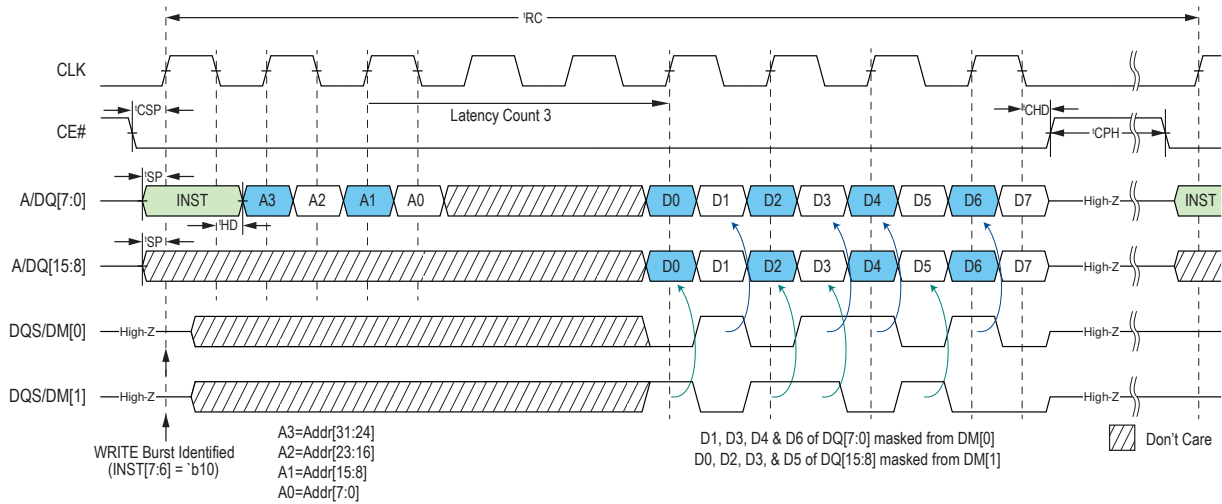 tRC
CLK
Latency Count 3
tCSP
tCHD
CE#
tCPH
tSP
A/DQ[7:0]
INST
A3
A2
A1
A0
D0
D1
D2
D3
D4
D5
D6
D7
High-Z
INST
tHD
tSP
A/DQ[15:8]
D0
D1
D2
D3
D4
D5
D6
D7
High-Z
DQS/DM[0]
High-Z
High-Z
DQS/DM[1]
High-Z
High-Z
WRITE Burst Identified
(INST[7:6] = `b10)
A3=Addr[31:24]
A2=Addr[23:16]
A1=Addr[15:8]
A0=Addr[7:0]
D1, D3, D4 & D6 of DQ[7:0] masked from DM[0]
D0, D2, D3, & D5 of DQ[15:8] masked from DM[1]
Don't Care